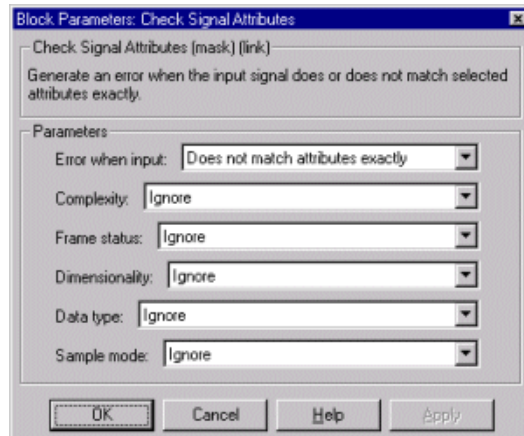 Block Parameters: Check Signal Attributes
Check Signal Attributes (mask) (link)
Generate an error when the input signal does or does not match selected
attributes exactly.
Parameters
Error when input: Does not match attributes exactly
Complexity: Ignore
Frame status: Ignore
Dimensionality: Ignore
Data type: Ignore
Sample mode: Ignore
OK Cancel Help Apply